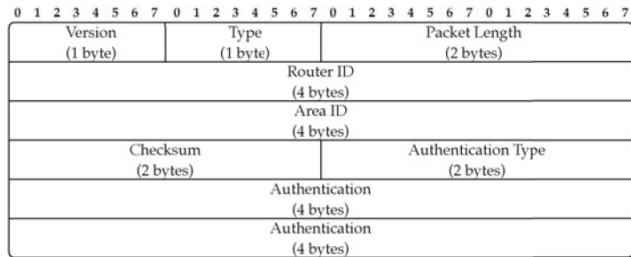 0 1 2 3 4 5 6 7 0 1 2 3 4 5 6 7 0 1 2 3 4 5 6 7 0 1 2 3 4 5 6 7
Version Type Packet Length
(1 byte) (1 byte) (2 bytes)
Router ID
(4 bytes)
Area ID
(4 bytes)
Checksum Authentication Type
(2 bytes) (2 bytes)
Authentication
(4 bytes)
Authentication
(4 bytes)